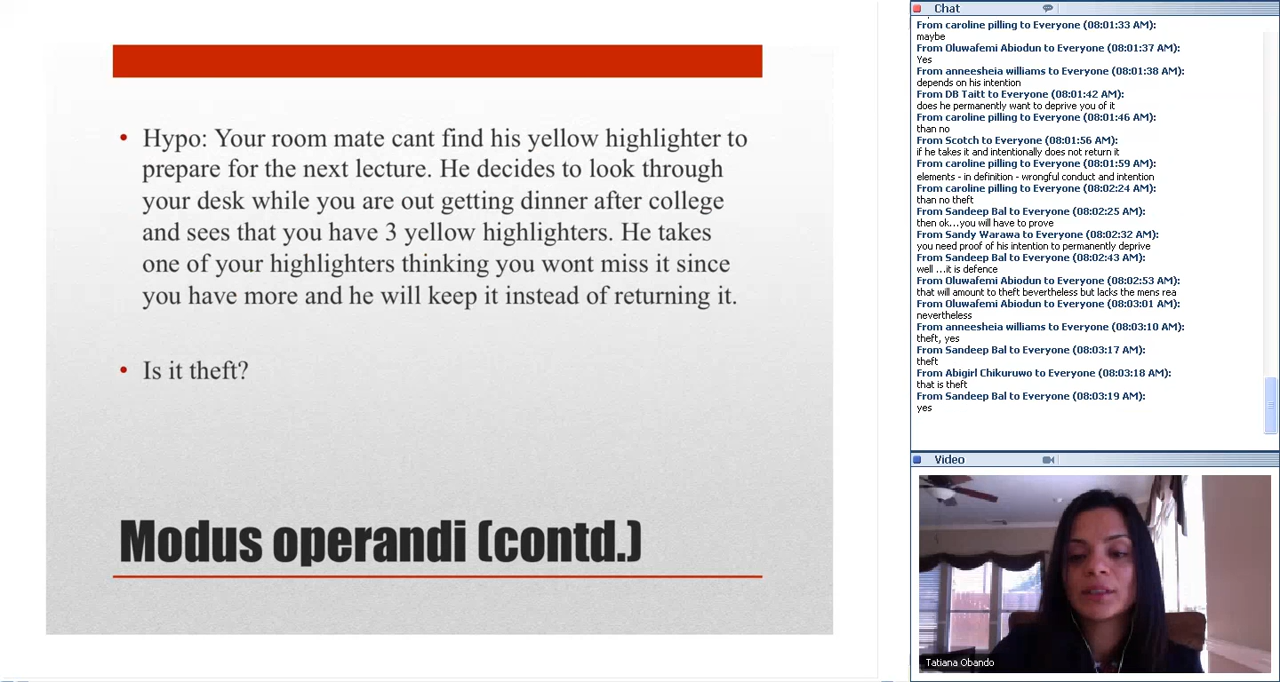 • Hypo: Your room mate cant find his yellow highlighter to
prepare for the next lecture. He decides to look through
your desk while you are out getting dinner after college
and sees that you have 3 yellow highlighters. He takes
one of your highlighters thinking you wont miss it since
you have more and he will keep it instead of returning it.
• Is it theft?
Modus operandi (contd.)
Chat
From caroline pilling to Everyone (08:01:33 AM):
maybe
From Oluwafemi Abiodun to Everyone (08:01:37 AM):
Yes
From anneesheia williams to Everyone (08:01:38 AM):
depends on his intention
From DB Taitt to Everyone (08:01:42 AM):
does he permanently want to deprive you of it
From caroline pilling to Everyone (08:01:46 AM):
than no
From Scotch to Everyone (08:01:56 AM):
if he takes it and intentionally does not return it
From caroline pilling to Everyone (08:01:59 AM):
elements - in definition - wrongful conduct and intention
From caroline pilling to Everyone (08:02:24 AM):
than no theft
From Sandeep Bal to Everyone (08:02:25 AM):
then ok...you will have to prove
From Sandy Warawa to Everyone (08:02:32 AM):
you need proof of his intention to permanently deprive
From Sandeep Bal to Everyone (08:02:43 AM):
well ...it is defence
From Oluwafemi Abiodun to Everyone (08:02:53 AM):
that will amount to theft bevertheless but lacks the mens rea
From Oluwafemi Abiodun to Everyone (08:03:01 AM):
nevertheless
From anneesheia williams to Everyone (08:03:10 AM):
theft, yes
From Sandeep Bal to Everyone (08:03:17 AM):
theft
From Abigirl Chikuruwo to Everyone (08:03:18 AM):
that is theft
From Sandeep Bal to Everyone (08:03:19 AM):
yes
Video
Tatiana Obando